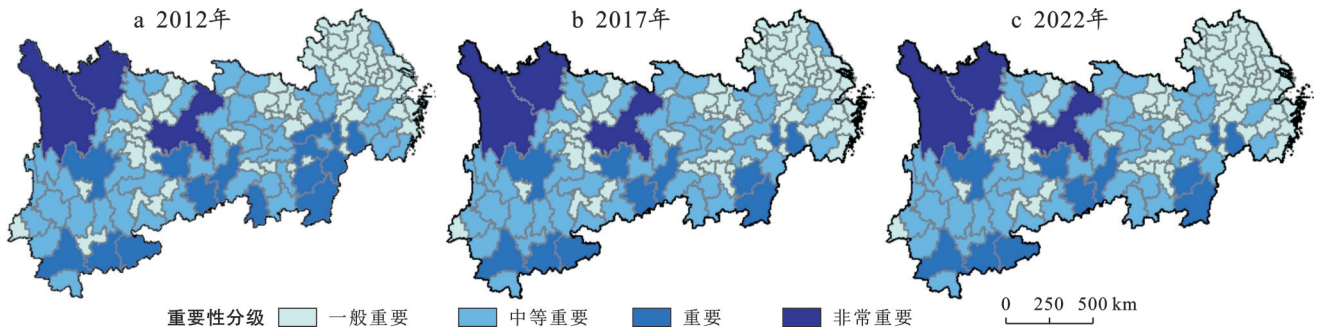 a 2012年
b 2017年
c 2022年
重要性分级 一般重要 中等重要 重要 非常重要
0 250 500 km